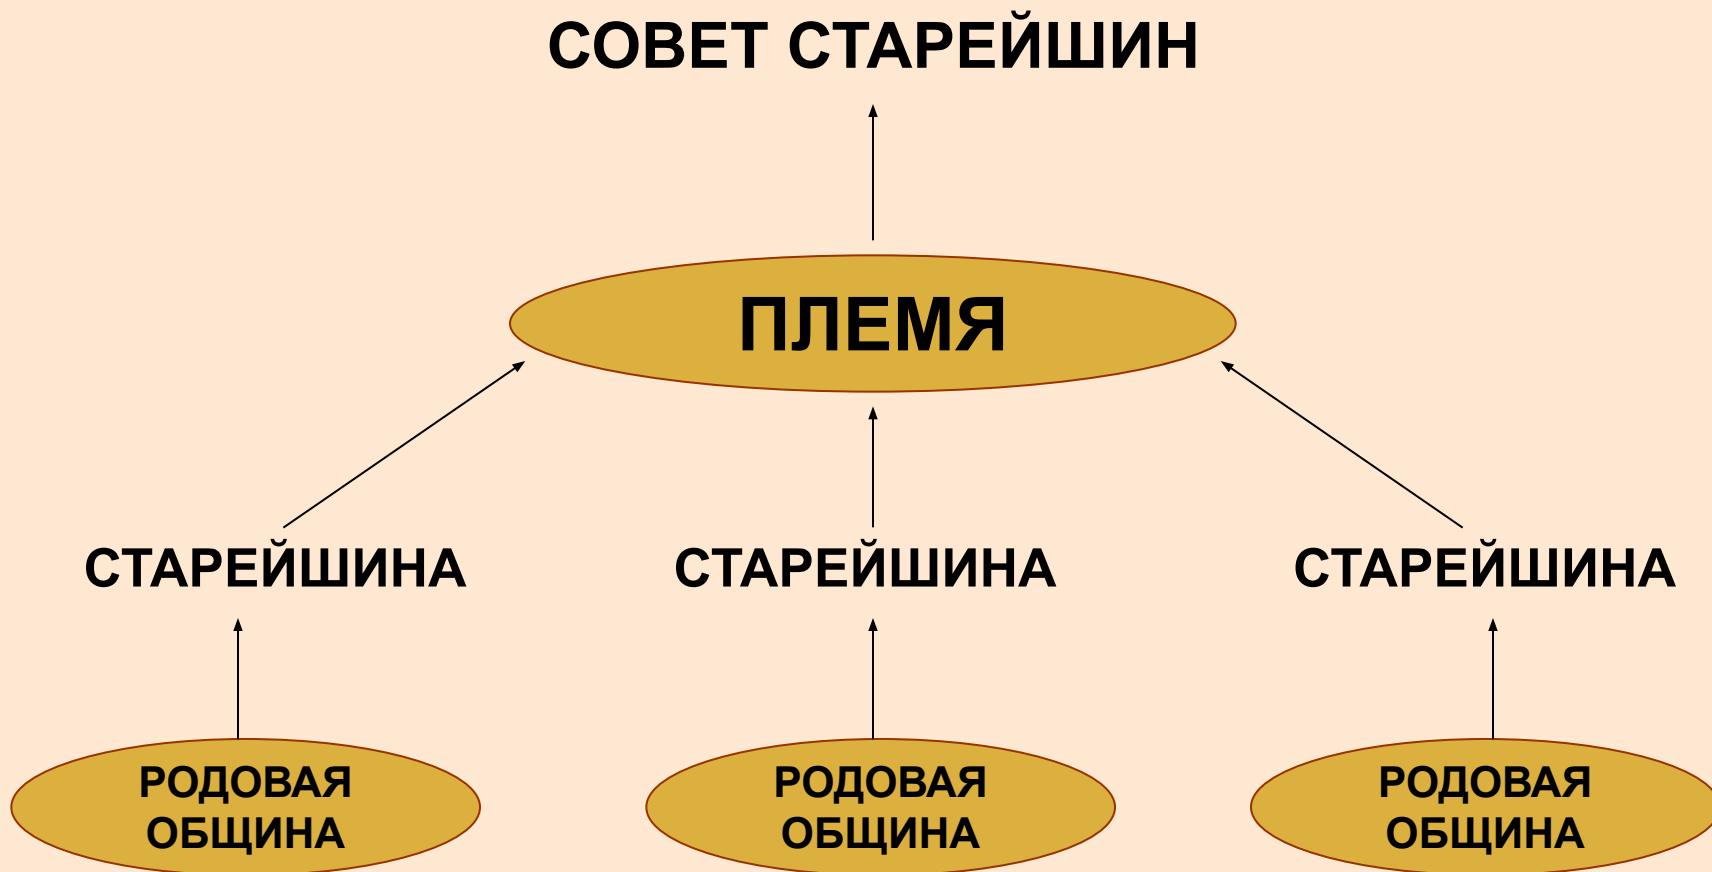 СОВЕТ СТАРЕЙШИН
ПЛЕМЯ
СТАРЕЙШИНА
СТАРЕЙШИНА
СТАРЕЙШИНА
РОДОВАЯ
ОБЩИНА
РОДОВАЯ
ОБЩИНА
РОДОВАЯ
ОБЩИНА